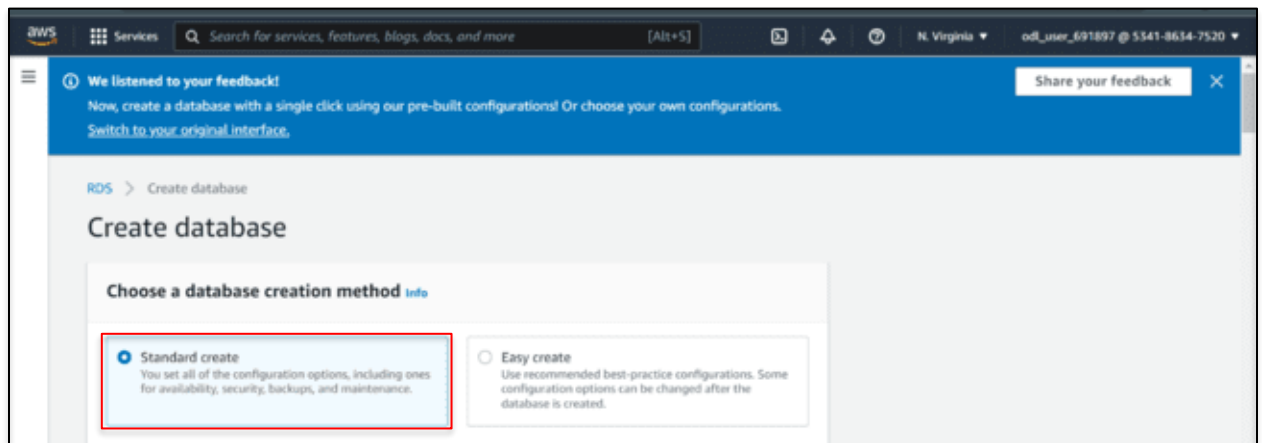 aws
Services
Search for services, features, blogs, docs, and more
[Alt+S]
N. Virginia
odl_user_691897 @ 5341-8634-7520
We listened to your feedback!
Share your feedback
Now, create a database with a single click using our pre-built configurations! Or choose your own configurations.
Switch to your original interface.
RDS > Create database
Create database
Choose a database creation method Info
Standard create
You set all of the configuration options, including ones
for availability, security, backups, and maintenance.
Easy create
Use recommended best-practice configurations. Some
configuration options can be changed after the
database is created.